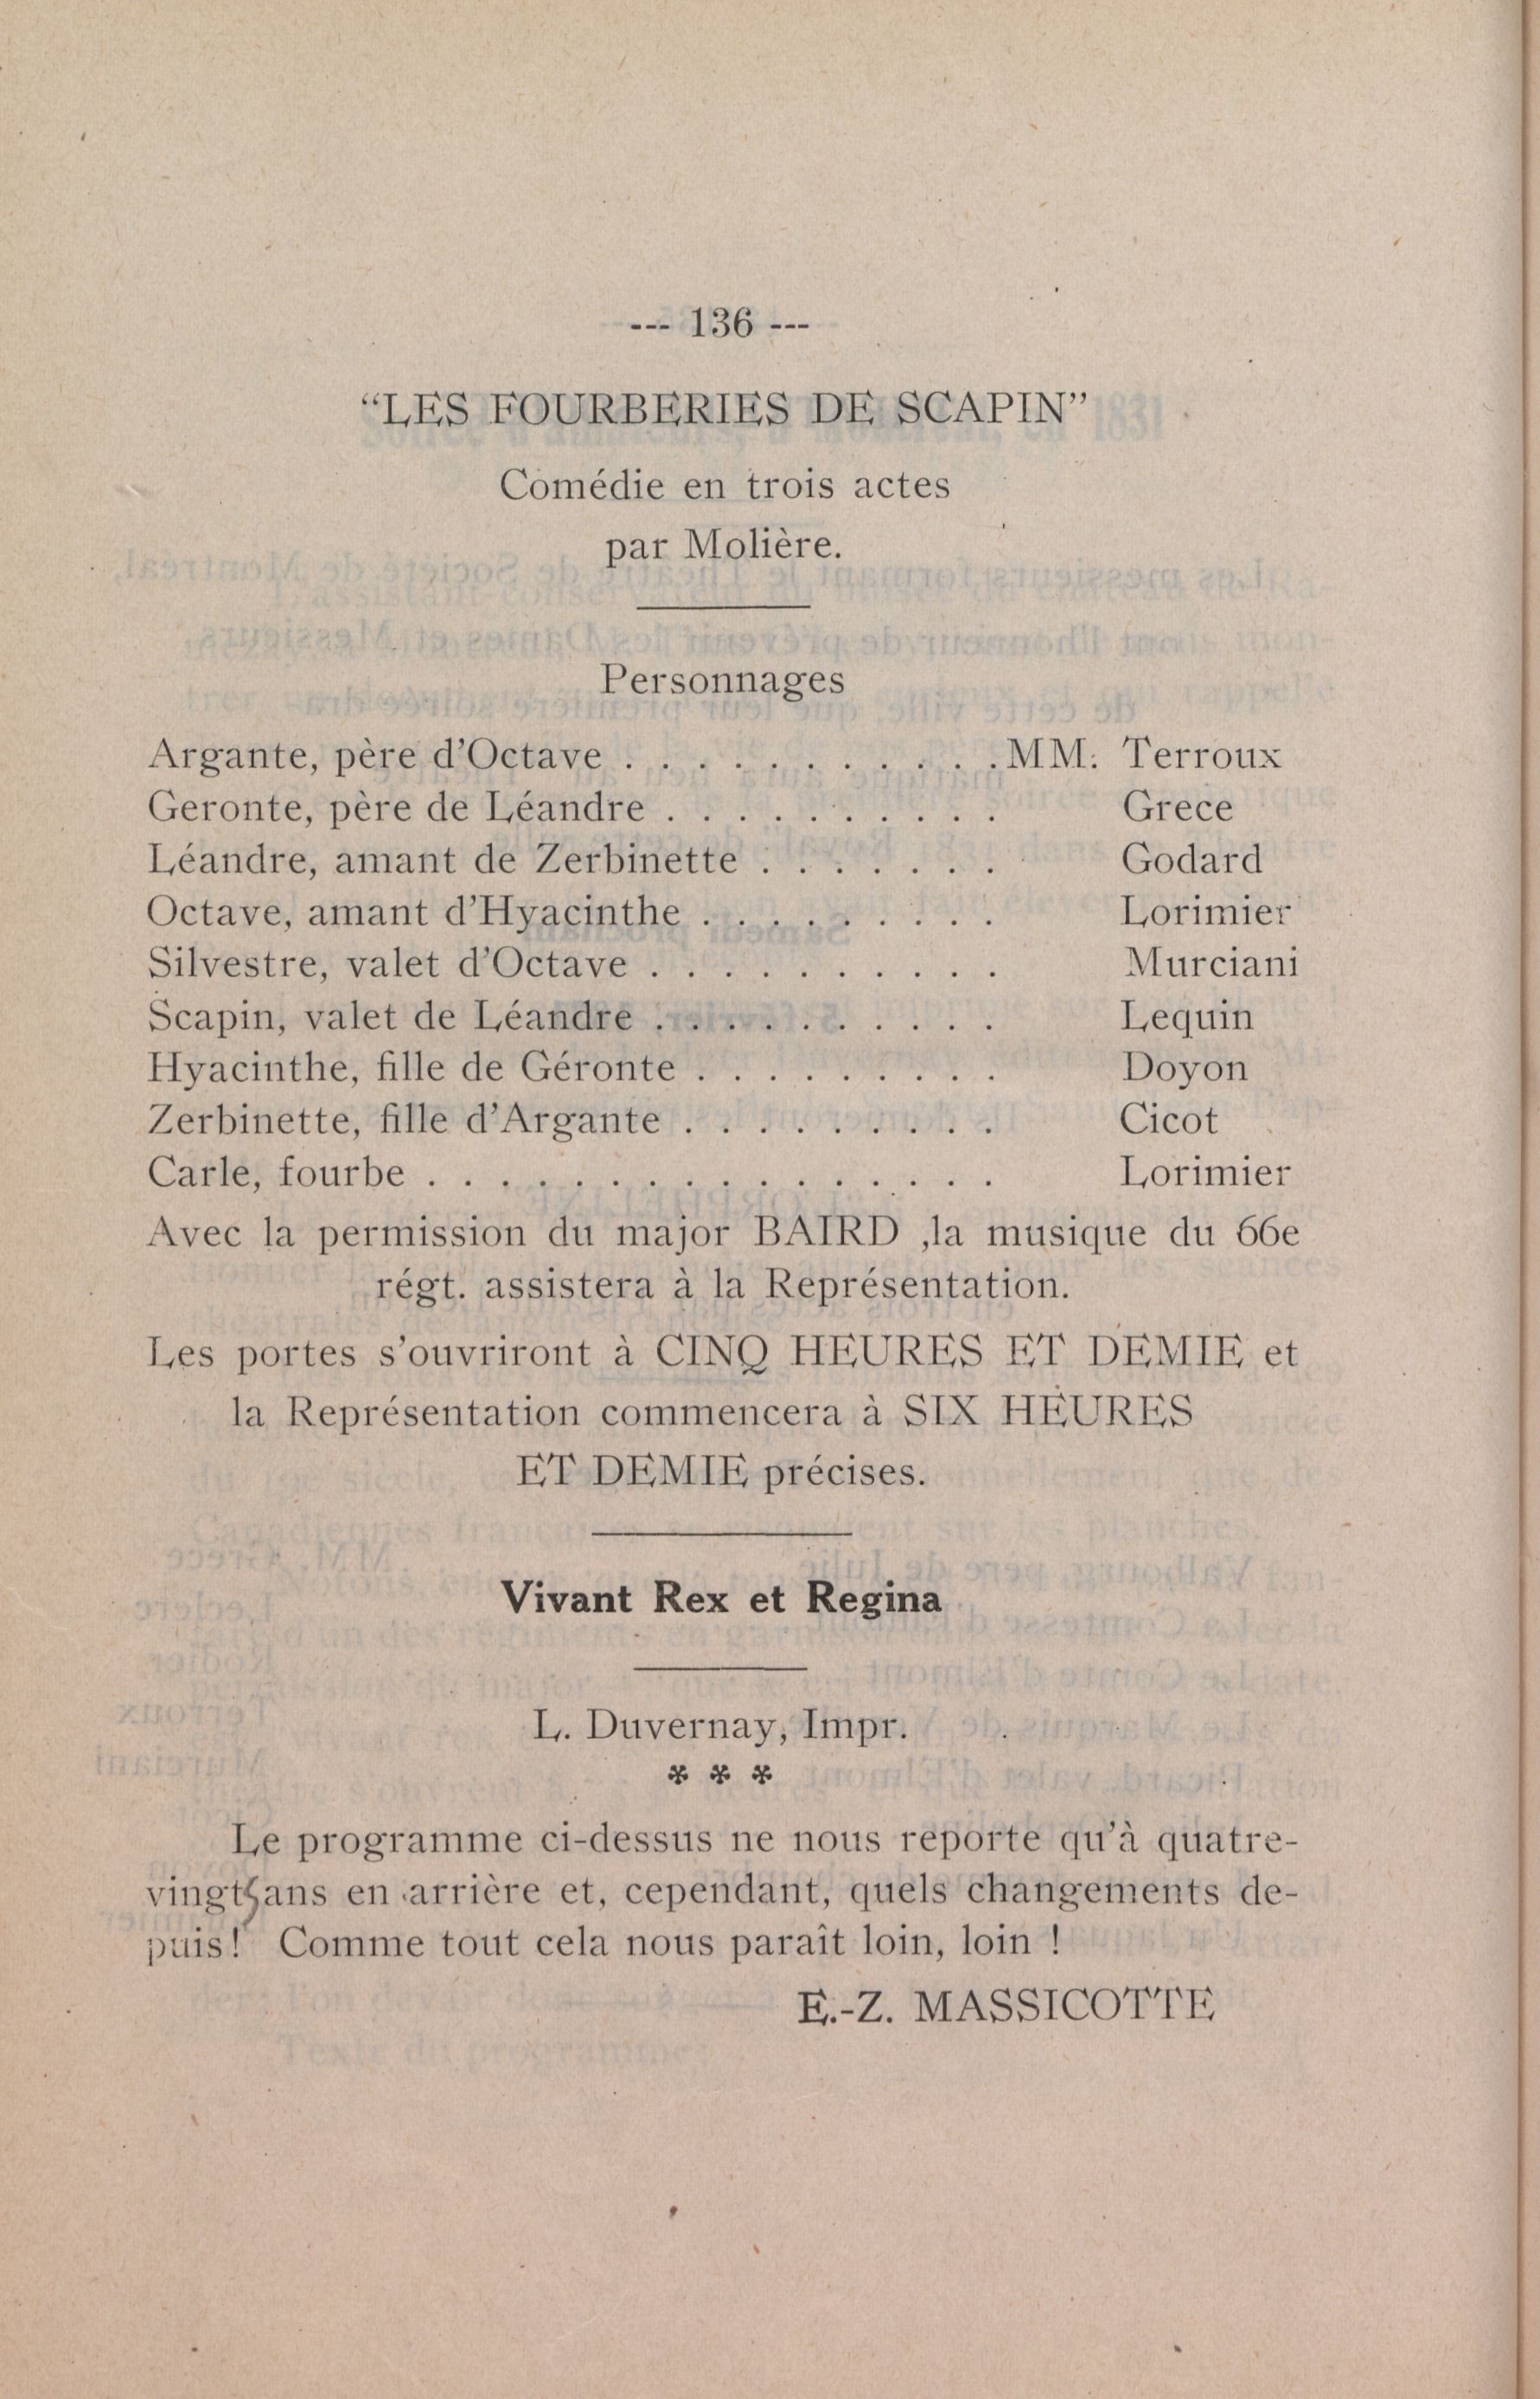 --- 136 ---
“LES FOURBERIES DE SCAPIN”
Comédie en trois actes
par Molière.
Personnages
Argante, père d’Octave . . . . . . . . . . . MM. Terroux
Geronte, père de Léandre . . . . . . . . . . Grece
Léandre, amant de Zerbinette . . . . . . . Godard
Octave, amant d’Hyacinthe . . . . . . . . . Lorimier
Silvestre, valet d’Octave . . . . . . . . . . Murciani
Scapin, valet de Léandre . . . . . . . . . . Lequin
Hyacinthe, fille de Géronte . . . . . . . . . Doyon
Zerbinette, fille d’Argante . . . . . . . . . Cicot
Carle, fourbe . . . . . . . . . . . . . . . . Lorimier
Avec la permission du major BAIRD ,la musique du 66e
régt. assistera à la Représentation.
Les portes s’ouvriront à CINQ HEURES ET DEMIE et
la Représentation commencera à SIX HEURES
ET DEMIE précises.
Vivant Rex et Regina
L. Duvernay, Impr.
* * *
Le programme ci-dessus ne nous reporte qu’à quatre-
vingts ans en arrière et, cependant, quels changements de-
puis! Comme tout cela nous paraît loin, loin !
E.-Z. MASSICOTTE